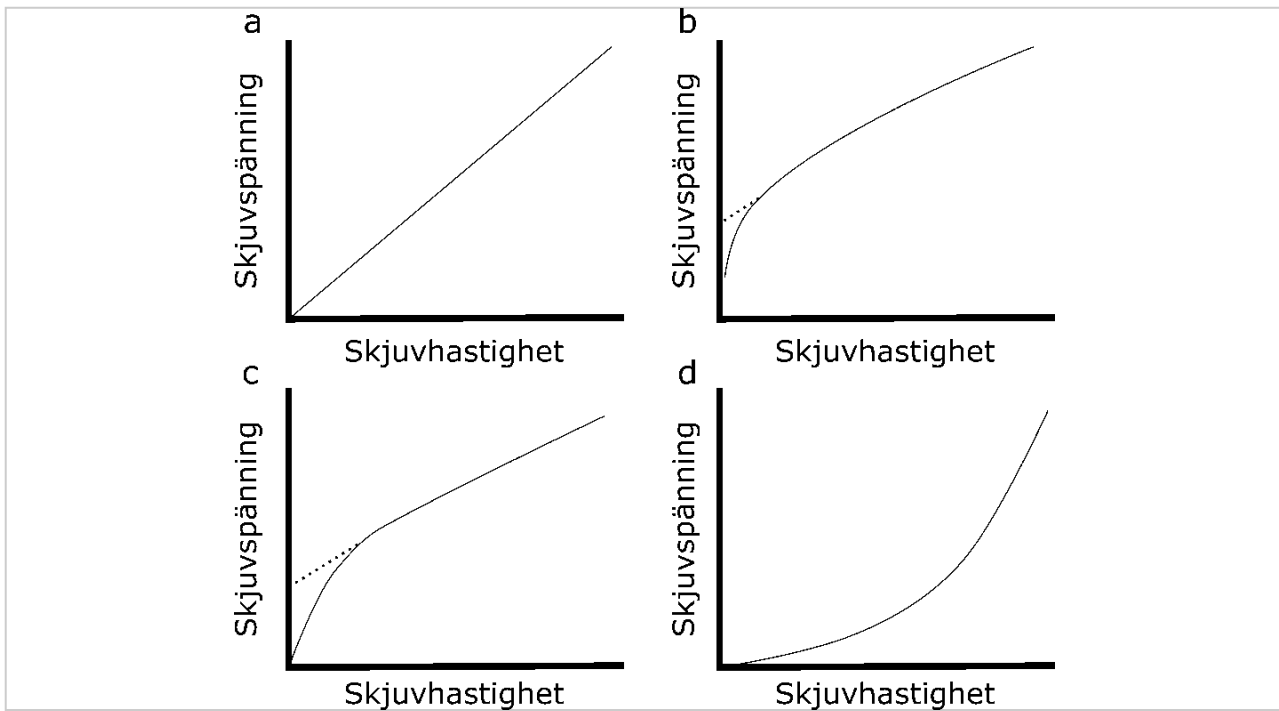 a
Skjuvspänning
Skjuvhastighet
b
Skjuvspänning
Skjuvhastighet
c
Skjuvspänning
Skjuvhastighet
d
Skjuvspänning
Skjuvhastighet